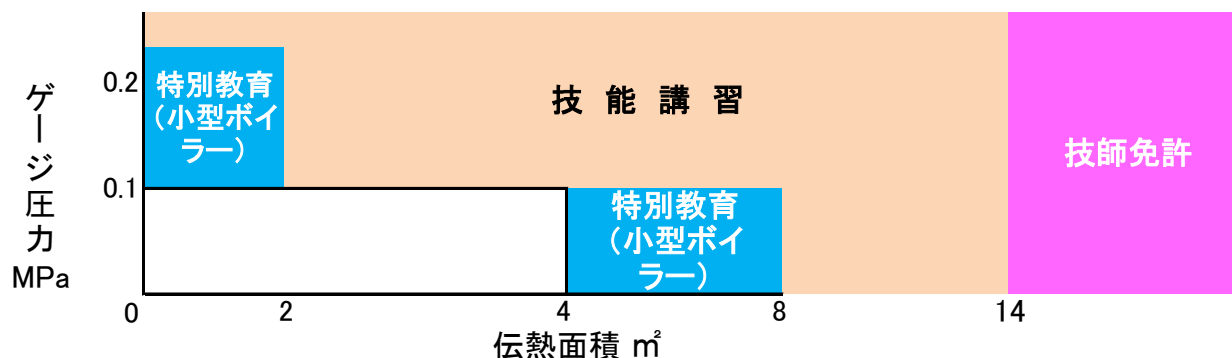 ゲージ圧力
MPa
0.2
0.1
特別教育
(小型ボイ
ラー)
技 能 講 習
技師免許
特別教育
(小型ボイ
ラー)
0
2
4
8
14
伝熱面積 ㎡